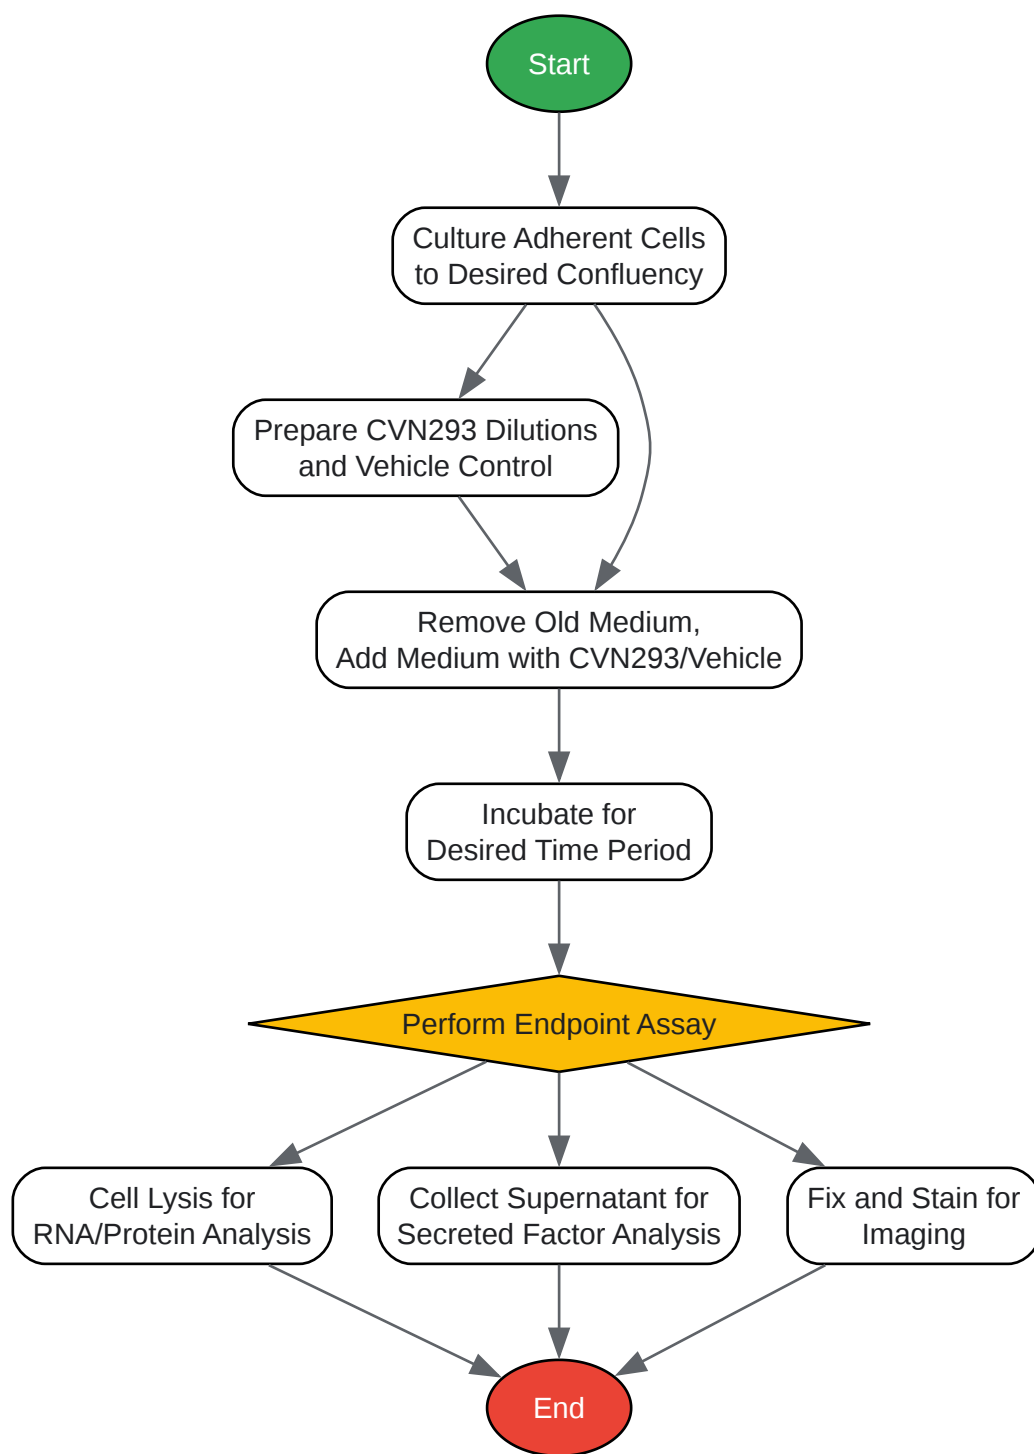 Start
Culture Adherent Cells
to Desired Confluency
Prepare CVN293 Dilutions
and Vehicle Control
Remove Old Medium,
Add Medium with CVN293/Vehicle
Incubate for
Desired Time Period
Perform Endpoint Assay
Cell Lysis for
RNA/Protein Analysis
Collect Supernatant for
Secreted Factor Analysis
Fix and Stain for
Imaging
End